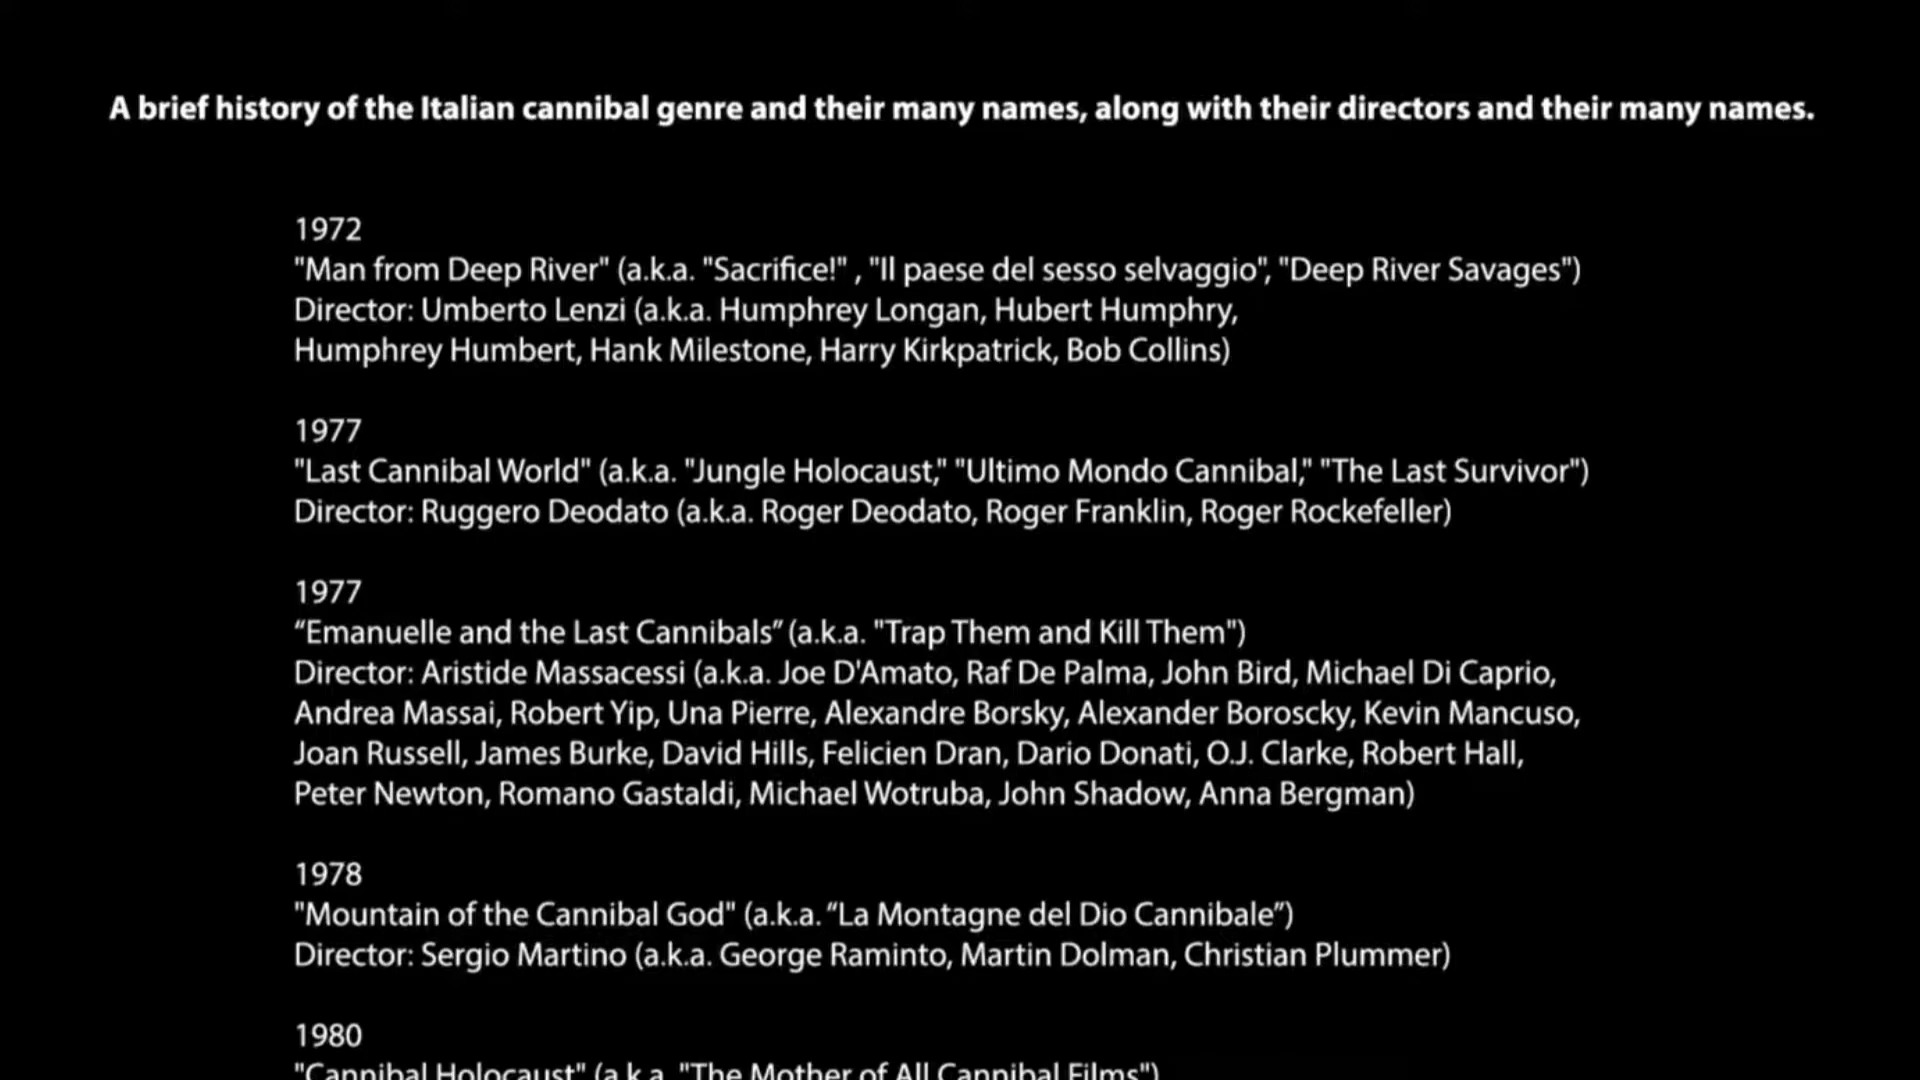 A brief history of the Italian cannibal genre and their many names, along with their directors and their many names.
1972
"Man from Deep River" (a.k.a. "Sacrifice!" , "Il paese del sesso selvaggio", "Deep River Savages")
Director: Umberto Lenzi (a.k.a. Humphrey Longan, Hubert Humphry,
Humphrey Humbert, Hank Milestone, Harry Kirkpatrick, Bob Collins)
1977
"Last Cannibal World" (a.k.a. "Jungle Holocaust," "Ultimo Mondo Cannibal," "The Last Survivor")
Director: Ruggero Deodato (a.k.a. Roger Deodato, Roger Franklin, Roger Rockefeller)
1977
“Emanuelle and the Last Cannibals” (a.k.a. "Trap Them and Kill Them")
Director: Aristide Massacessi (a.k.a. Joe D'Amato, Raf De Palma, John Bird, Michael Di Caprio,
Andrea Massai, Robert Yip, Una Pierre, Alexandre Borsky, Alexander Boroscky, Kevin Mancuso,
Joan Russell, James Burke, David Hills, Felicien Dran, Dario Donati, O.J. Clarke, Robert Hall,
Peter Newton, Romano Gastaldi, Michael Wotruba, John Shadow, Anna Bergman)
1978
"Mountain of the Cannibal God" (a.k.a. “La Montagne del Dio Cannibale”)
Director: Sergio Martino (a.k.a. George Raminto, Martin Dolman, Christian Plummer)
1980
"Cannibal Holocaust" (a.k.a. "The Mother of All Cannibal Films")